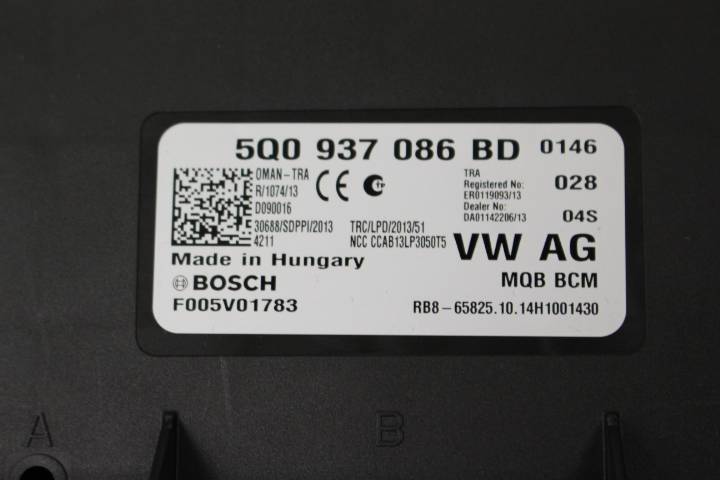 5Q0 937 086 BD 0146
OMAN-TRA
R/1074/13
D090016
30688/SDPPI/2013
4211
CE
TRC/LPD/2013/51
NCC CCAB13LP3050T5
TRA
Registered No:
ER0119093/13
Dealer No:
DA01142206/13
028
04S
Made in Hungary
VW AG
BOSCH
MQB BCM
F005V01783
RB8-65825.10.14H1001430
A
B